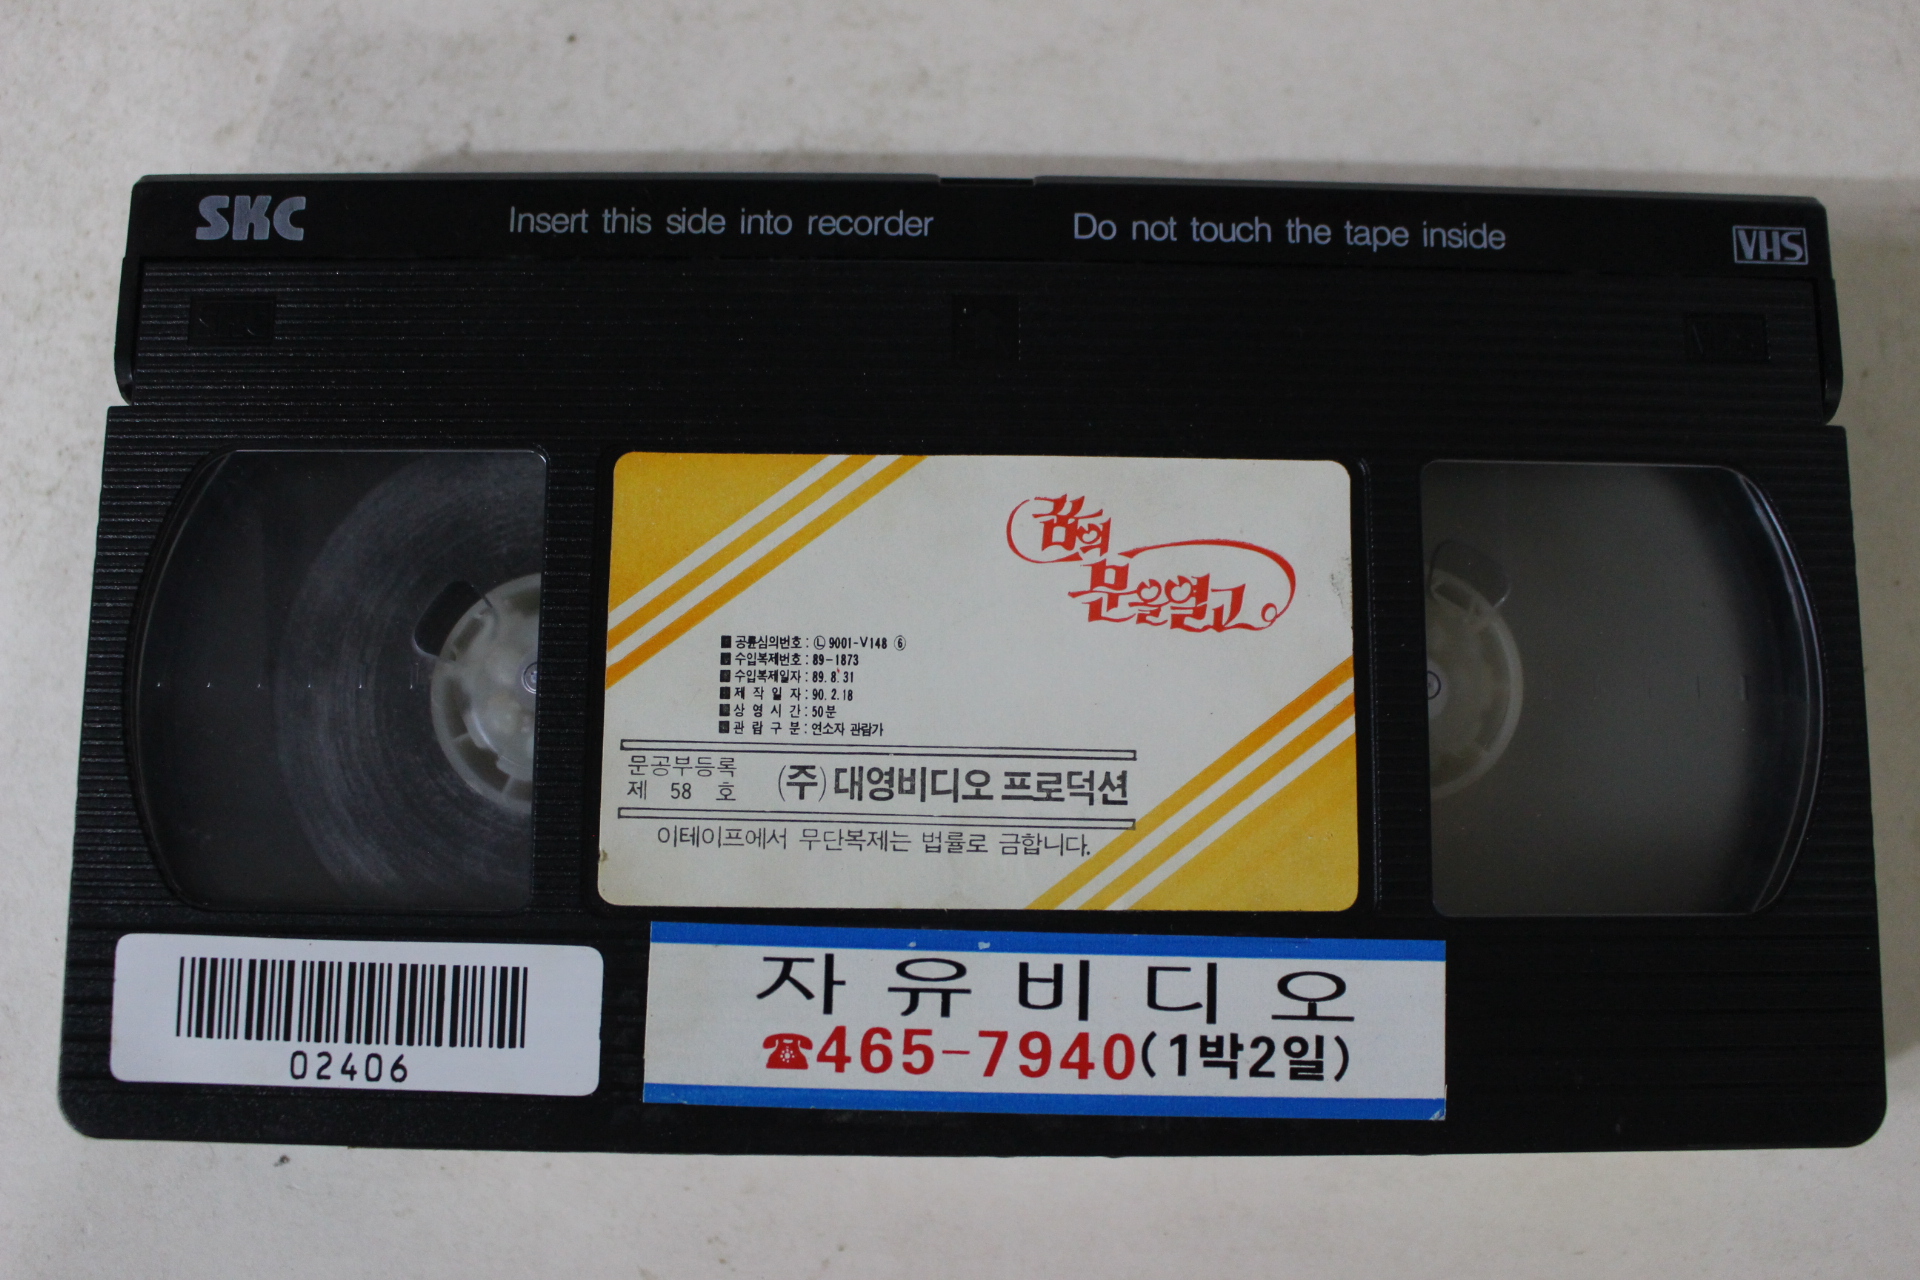 SKC
Insert this side into recorder
Do not touch the tape inside
VHS
꿈의
문을열고
■ 공륜심의번호 : Ⓛ 9001-V148 ⑥
■ 수입복제번호 : 89-1873
■ 수입복제일자 : 89. 8. 31
■ 제 작 일 자 : 90. 2. 18
■ 상 영 시 간 : 50분
■ 관 람 구 분 : 연소자 관람가
문공부등록
제 58 호
(주) 대영비디오 프로덕션
이테이프에서 무단복제는 법률로 금합니다.
02406
자유비디오
☎465-7940(1박2일)